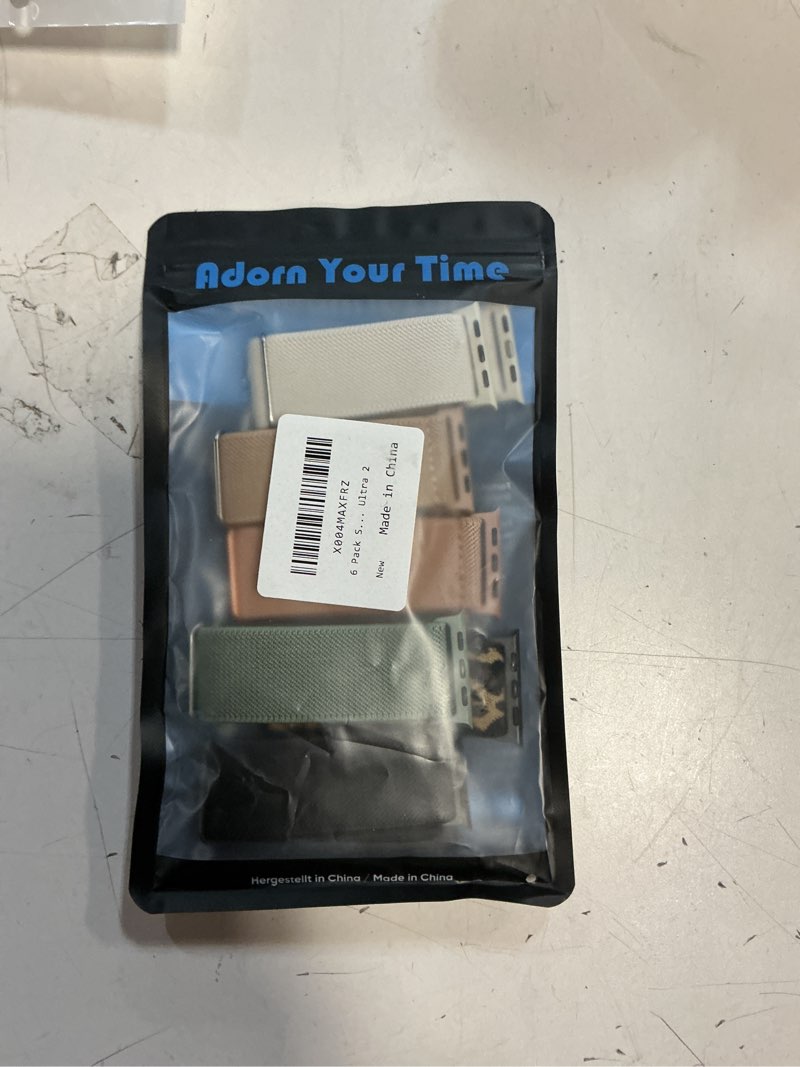 Adorn Your Time
X004MAXFRZ
6 Pack S... Ultra 2
New
Made in China
Hergestellt in China / Made in China